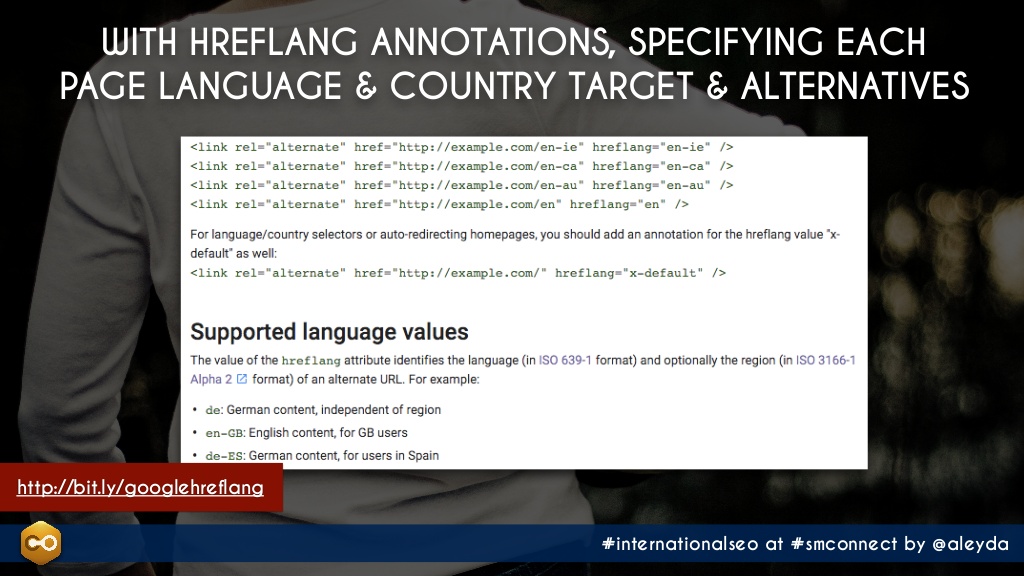 WITH HREFLANG ANNOTATIONS, SPECIFYING EACH
PAGE LANGUAGE & COUNTRY TARGET & ALTERNATIVES
<link rel="alternate" href="http://example.com/en-ie" hreflang="en-ie" />
<link rel="alternate" href="http://example.com/en-ca" hreflang="en-ca" />
<link rel="alternate" href="http://example.com/en-au" hreflang="en-au" />
<link rel="alternate" href="http://example.com/en" hreflang="en" />
For language/country selectors or auto-redirecting homepages, you should add an annotation for the hreflang value "x-
default" as well:
<link rel="alternate" href="http://example.com/" hreflang="x-default" />
Supported language values
The value of the hreflang attribute identifies the language (in ISO 639-1 format) and optionally the region (in ISO 3166-1
Alpha 2 format) of an alternate URL. For example:
• de: German content, independent of region
• en-GB: English content, for GB users
• de-ES: German content, for users in Spain
http://bit.ly/googlehreflang
#internationalseo at #smconnect by @aleyda